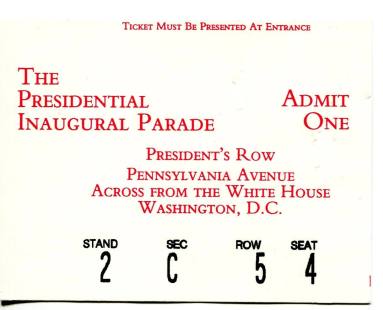 Ticket Must Be Presented At Entrance
The
Presidential Admit
Inaugural Parade One
President's Row
Pennsylvania Avenue
Across from the White House
Washington, D.C.
STAND SEC ROW SEAT
2 C 5 4